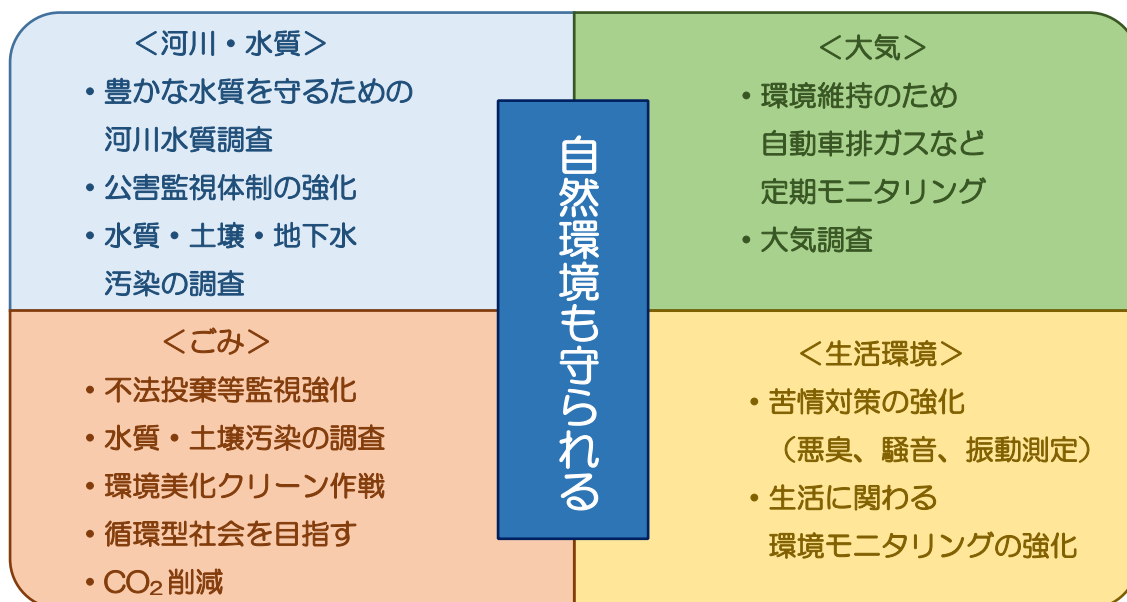 ＜河川・水質＞
・豊かな水質を守るための
河川水質調査
・公害監視体制の強化
・水質・土壌・地下水
汚染の調査
＜大気＞
・環境維持のため
自動車排ガスなど
定期モニタリング
・大気調査
自然環境も守られる
＜ごみ＞
・不法投棄等監視強化
・水質・土壌汚染の調査
・環境美化クリーン作戦
・循環型社会を目指す
・CO₂削減
＜生活環境＞
・苦情対策の強化
（悪臭、騒音、振動測定）
・生活に関わる
環境モニタリングの強化